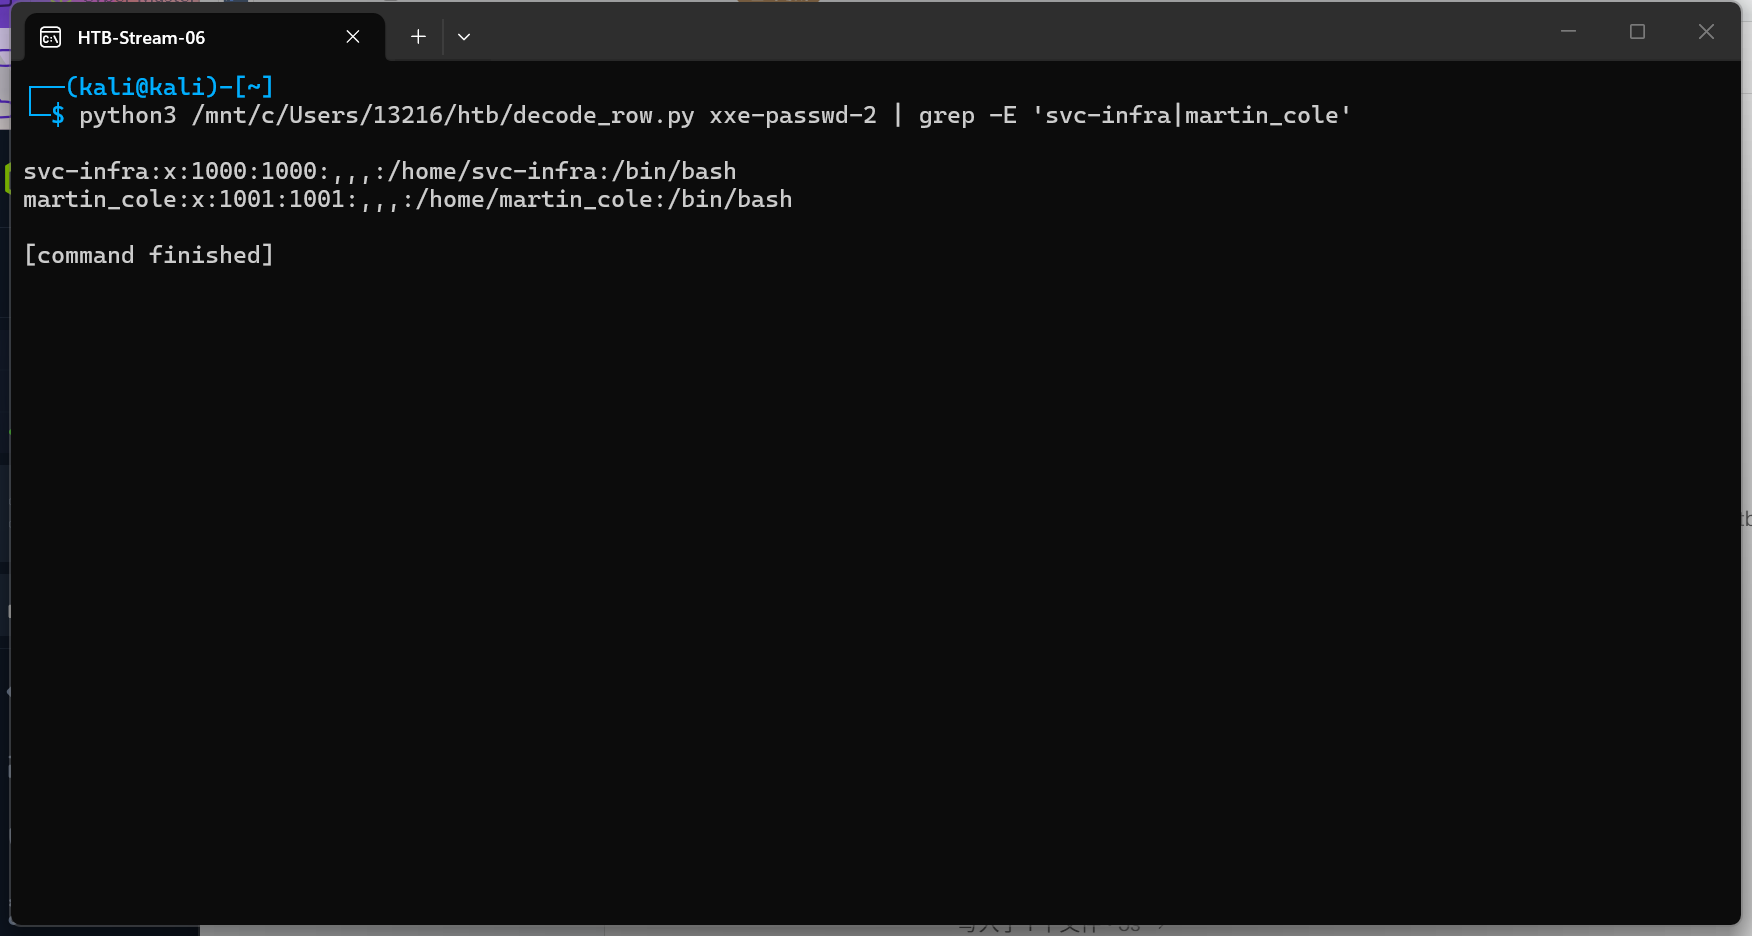 HTB-Stream-06
(kali@kali)-[~]
$ python3 /mnt/c/Users/13216/htb/decode_row.py xxe-passwd-2 | grep -E 'svc-infra|martin_cole'
svc-infra:x:1000:1000:,,,:/home/svc-infra:/bin/bash
martin_cole:x:1001:1001:,,,:/home/martin_cole:/bin/bash
[command finished]